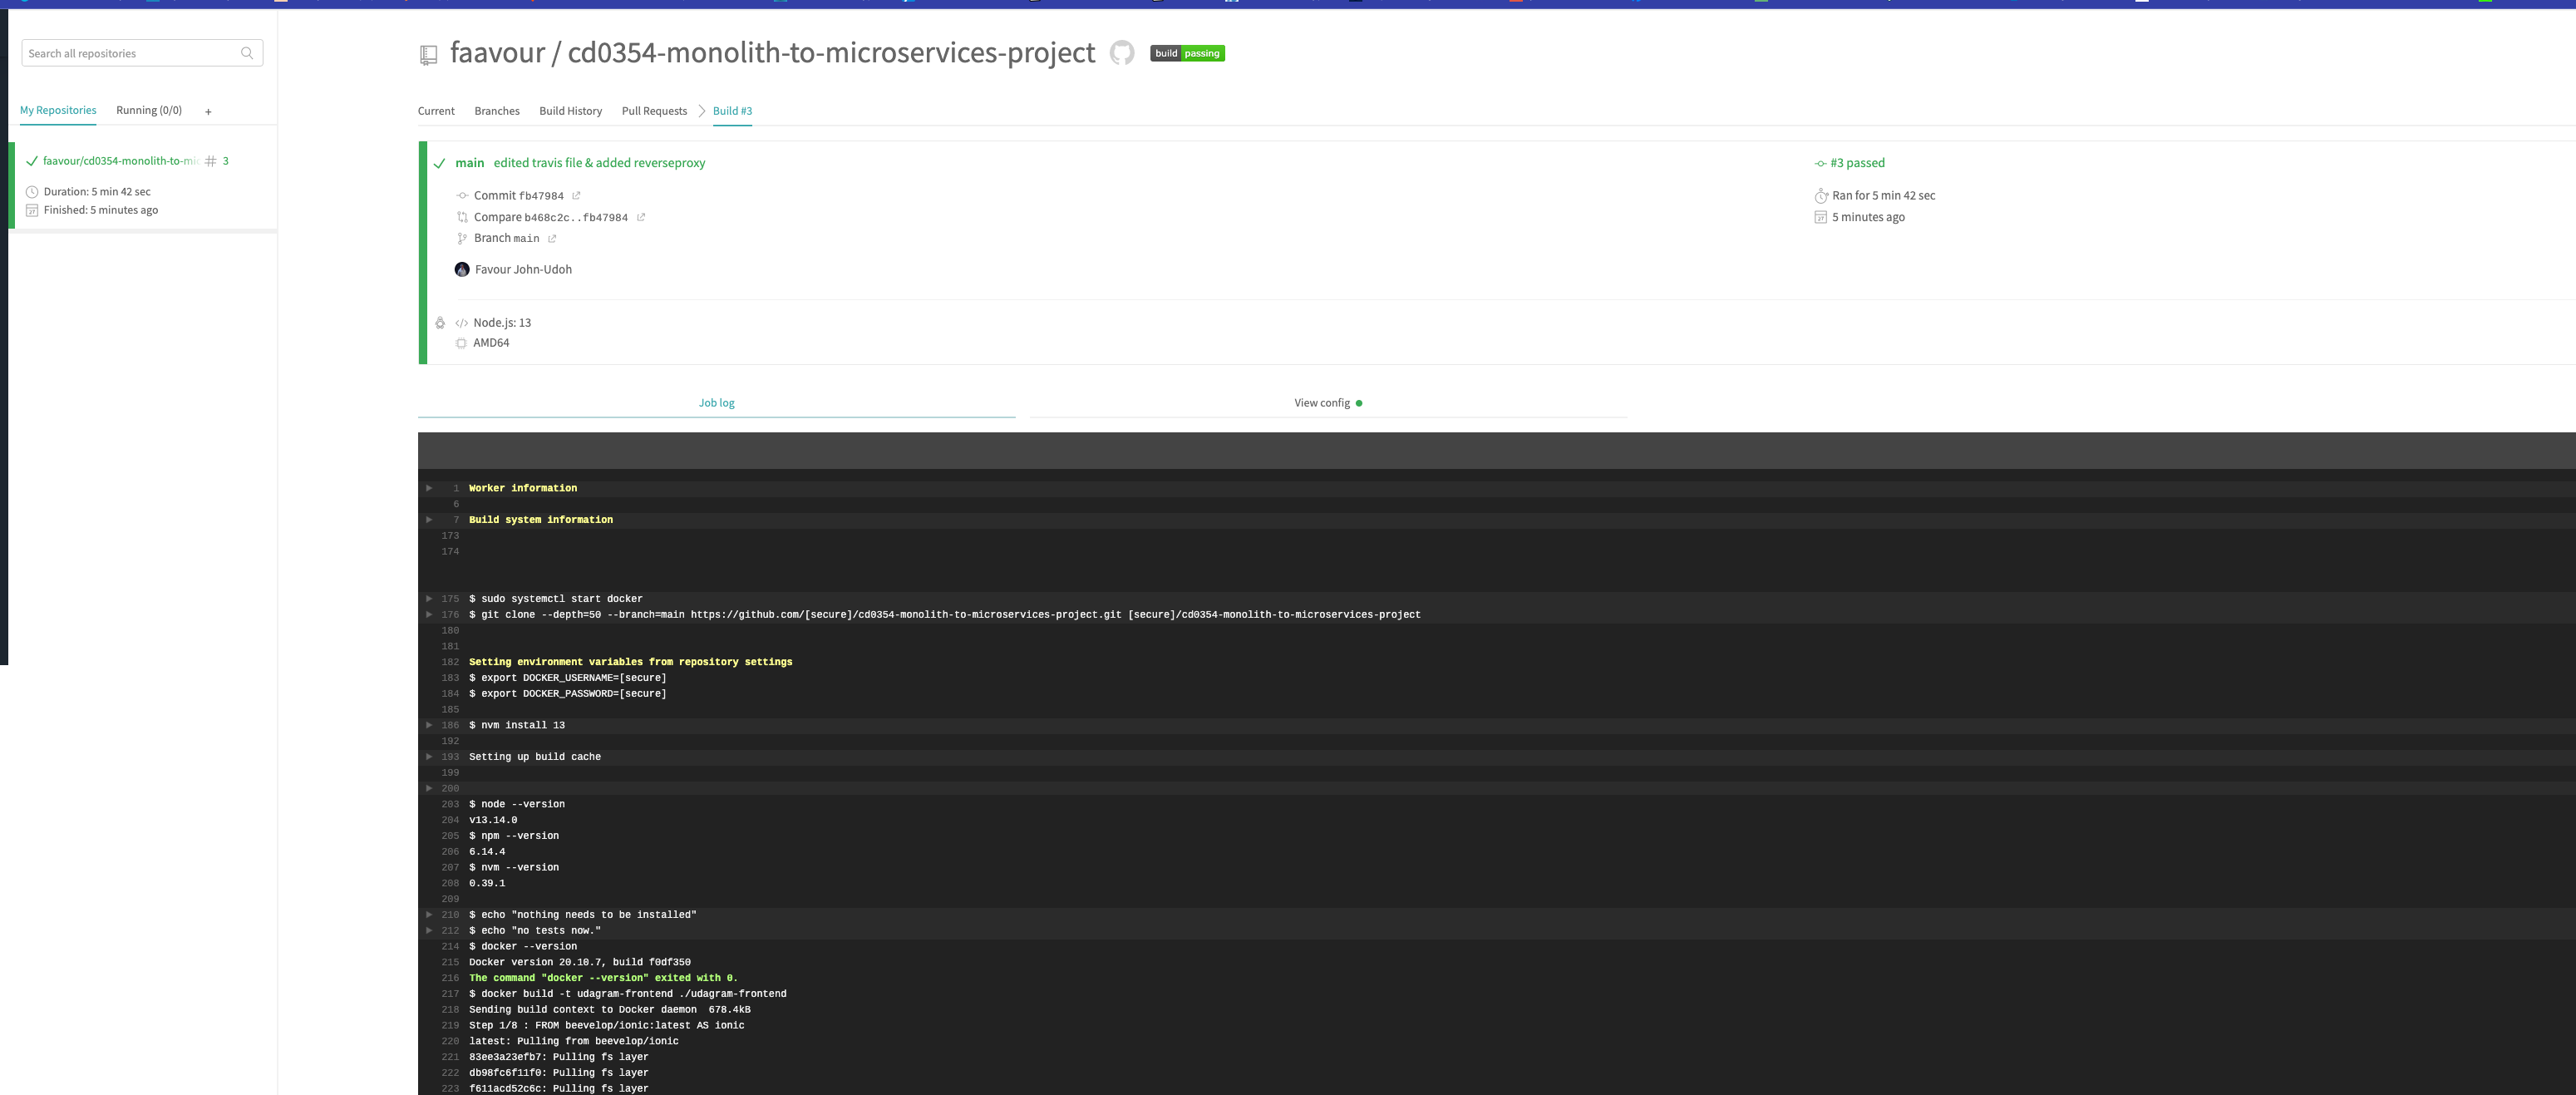 Search all repositories
My Repositories Running (0/0) +
faavour/cd0354-monolith-to-mic # 3
Duration: 5 min 42 sec
Finished: 5 minutes ago
faavour / cd0354-monolith-to-microservices-project build passing
Current Branches Build History Pull Requests Build #3
main edited travis file & added reverseproxy
#3 passed
Commit fb47984
Ran for 5 min 42 sec
Compare b468c2c..fb47984
5 minutes ago
Branch main
Favour John-Udoh
</> Node.js: 13
AMD64
Job log View config
1 Worker information
6
7 Build system information
173
174
175 $ sudo systemctl start docker
176 $ git clone --depth=50 --branch=main https://github.com/[secure]/cd0354-monolith-to-microservices-project.git [secure]/cd0354-monolith-to-microservices-project
180
181
182 Setting environment variables from repository settings
183 $ export DOCKER_USERNAME=[secure]
184 $ export DOCKER_PASSWORD=[secure]
185
186 $ nvm install 13
192
193 Setting up build cache
199
200
203 $ node --version
204 v13.14.0
205 $ npm --version
206 6.14.4
207 $ nvm --version
208 0.39.1
209
210 $ echo "nothing needs to be installed"
212 $ echo "no tests now."
214 $ docker --version
215 Docker version 20.10.7, build f0df350
216 The command "docker --version" exited with 0.
217 $ docker build -t udagram-frontend ./udagram-frontend
218 Sending build context to Docker daemon 678.4kB
219 Step 1/8 : FROM beevelop/ionic:latest AS ionic
220 latest: Pulling from beevelop/ionic
221 83ee3a23efb7: Pulling fs layer
222 db98fc6f11f0: Pulling fs layer
223 f611acd52c6c: Pulling fs layer